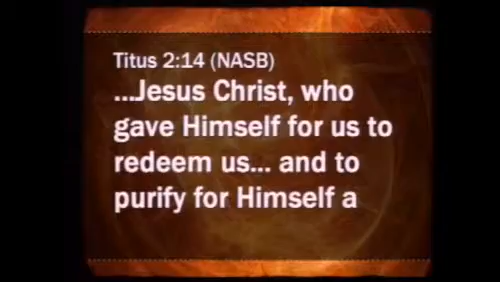 Titus 2:14 (NASB)
...Jesus Christ, who
gave Himself for us to
redeem us... and to
purify for Himself a